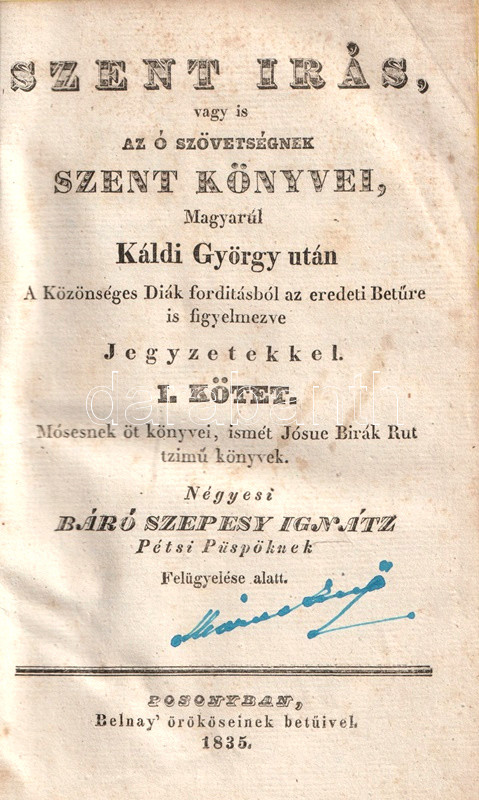 SZENT IRÁS,
vagy is
AZ Ó SZÖVETSÉGNEK
SZENT KÖNYVEI,
Magyarúl
Káldi György után
A Közönséges Diák forditásból az eredeti Betűre
is figyelmezve
Jegyzetekkel.
I. KÖTET.
Mósesnek öt könyvei, ismét Jósue Birák Rut
tzimű könyvek.
Négyesi
BÁRÓ SZEPESY IGNÁTZ
Pétsi Püspöknek
Felügyelése alatt.
POSONYBAN,
Belnay' örököseinek betűivel.
1835.